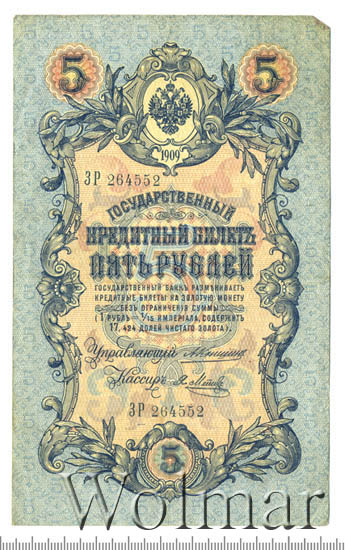 5 5
1909
ЗР 264552
ГОСУДАРСТВЕННЫЙ
КРЕДИТНЫЙ БИЛЕТЪ
ПЯТЬ РУБЛЕЙ
ГОСУДАРСТВЕННЫЙ БАНКЪ РАЗМѢНИВАЕТЪ
КРЕДИТНЫЕ БИЛЕТЫ НА ЗОЛОТУЮ МОНЕТУ
БЕЗЪ ОГРАНИЧЕНІЯ СУММЫ
(1 РУБЛЬ = 1/15 ИМПЕРІАЛА, СОДЕРЖИТЪ
17,424 ДОЛЕЙ ЧИСТАГО ЗОЛОТА).
Управляющій
Кассиръ
ЗР 264552
5
Wolmar